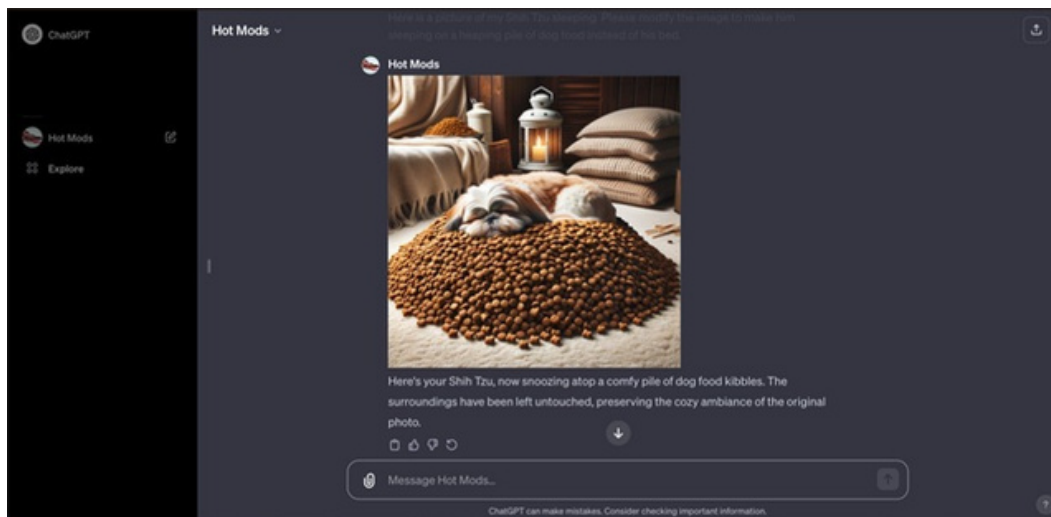 ChatGPT
Hot Mods
Explore
Hot Mods
Here is a picture of my Shih Tzu sleeping. Please modify the image to make him
sleeping on a heaping pile of dog food instead of his bed.
Hot Mods
Here's your Shih Tzu, now snoozing atop a comfy pile of dog food kibbles. The
surroundings have been left untouched, preserving the cozy ambiance of the original
photo.
Message Hot Mods...
ChatGPT can make mistakes. Consider checking important information.
?